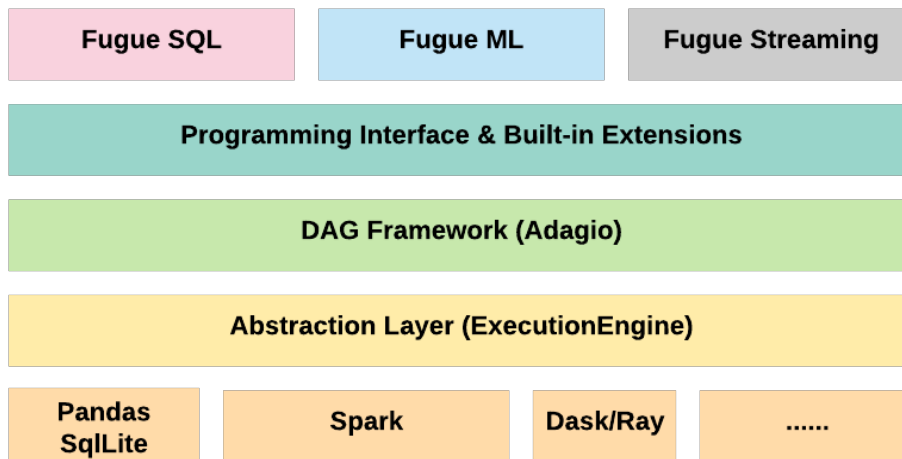 Fugue SQL
Fugue ML
Fugue Streaming
Programming Interface & Built-in Extensions
DAG Framework (Adagio)
Abstraction Layer (ExecutionEngine)
Pandas
SqlLite
Spark
Dask/Ray
......